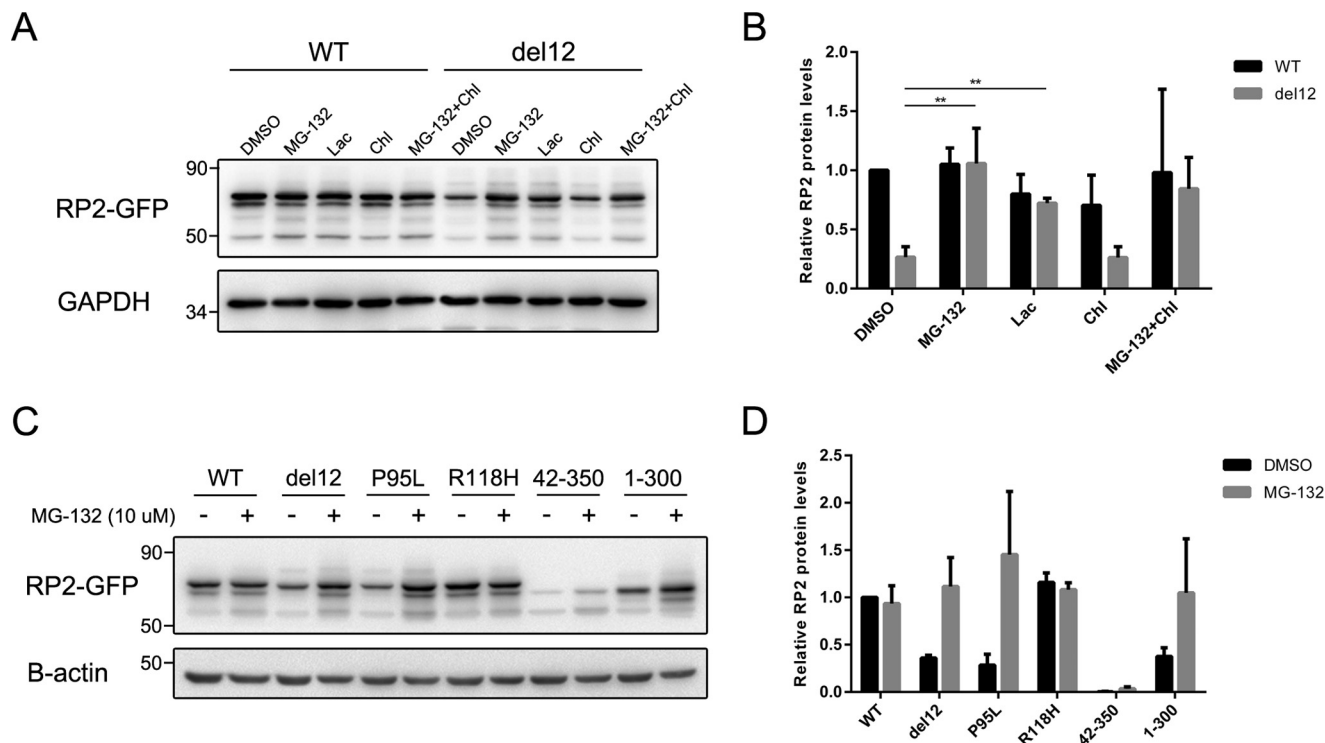 A
WT
del12
DMSO
MG-132
Lac
Chl
MG-132+Chl
DMSO
MG-132
Lac
Chl
MG-132+Chl
90
RP2-GFP
50
GAPDH
34
B
Relative RP2 protein levels
2.0
1.5
1.0
0.5
0.0
**
**
WT
del12
DMSO
MG-132
Lac
Chl
MG-132+Chl
C
WT
del12
P95L
R118H
42-350
1-300
MG-132 (10 uM)
- + - + - + - + - + - +
90
RP2-GFP
50
50
B-actin
D
Relative RP2 protein levels
2.5
2.0
1.5
1.0
0.5
0.0
DMSO
MG-132
WT
del12
P95L
R118H
42-350
1-300